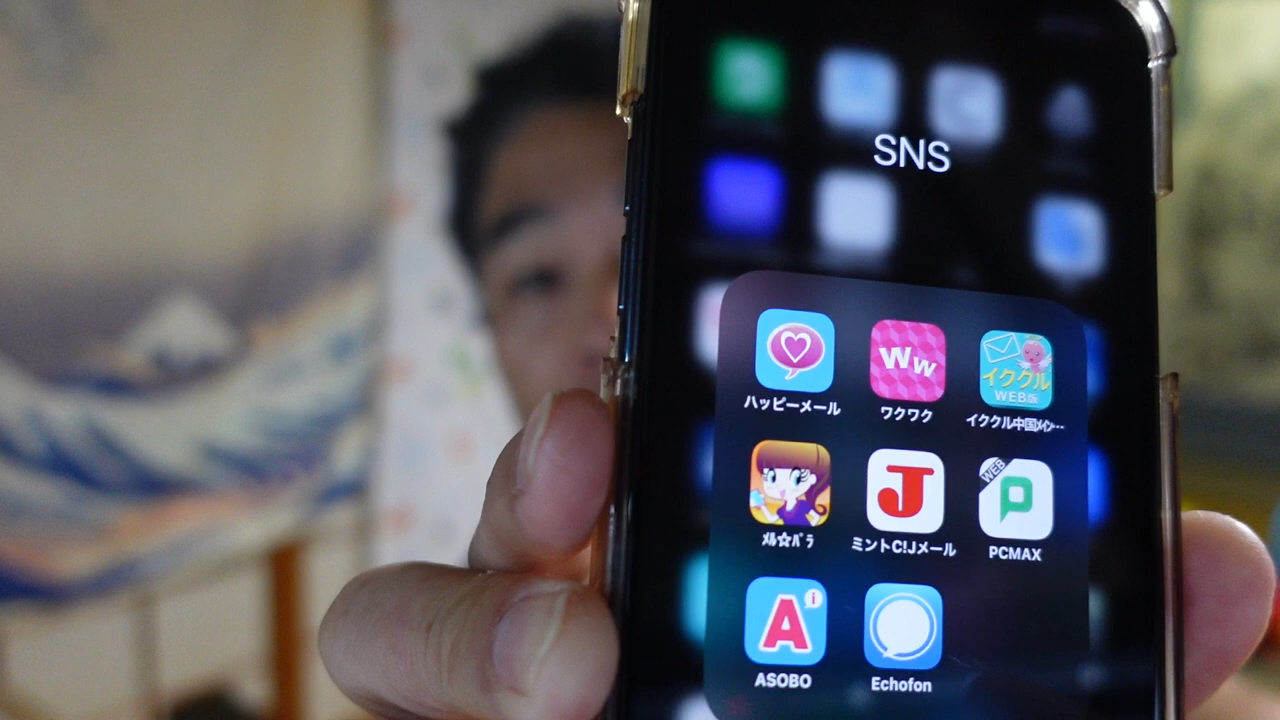 SNS
Ww
イククル
WEB版
ハッピーメール
ワクワク
イククル中国メイン…
WEB
P
J
メル☆パラ
ミントC!Jメール
PCMAX
A
i
ASOBO
Echofon